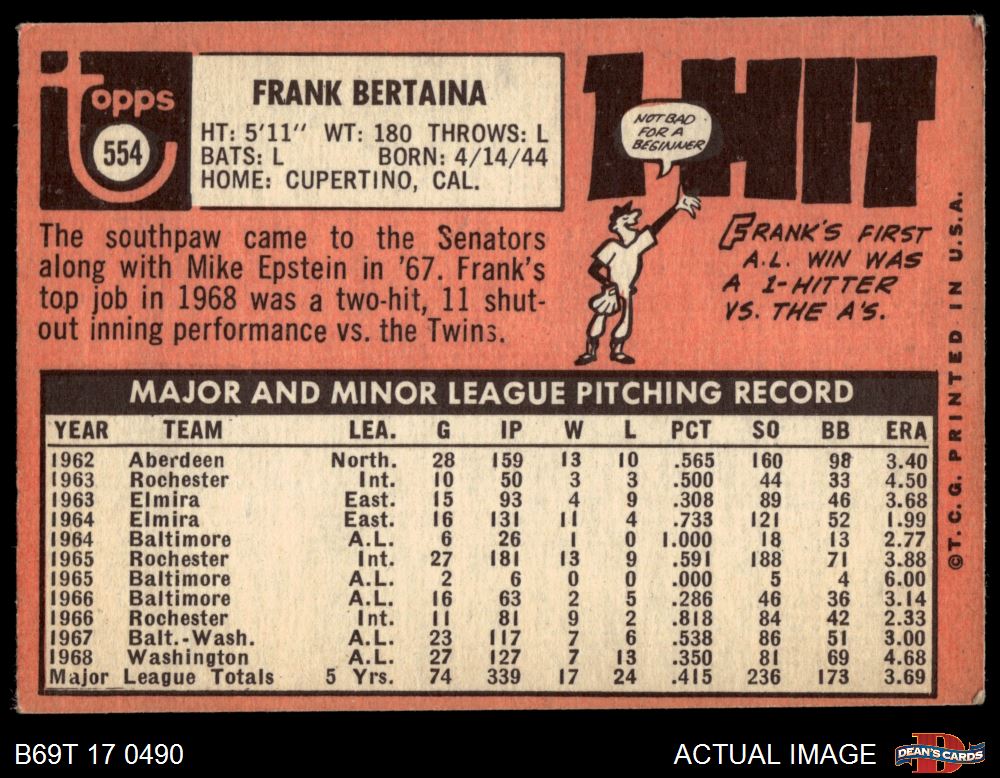 Topps
554
FRANK BERTAINA
HT: 5'11" WT: 180 THROWS: L
BATS: L BORN: 4/14/44
HOME: CUPERTINO, CAL.
The southpaw came to the Senators
along with Mike Epstein in '67. Frank's
top job in 1968 was a two-hit, 11 shut-
out inning performance vs. the Twins.
1-HIT
NOT BAD
FOR A
BEGINNER
FRANK'S FIRST
A.L. WIN WAS
A 1-HITTER
VS. THE A'S.
MAJOR AND MINOR LEAGUE PITCHING RECORD
YEAR TEAM LEA. G IP W L PCT SO BB ERA
1962 Aberdeen North. 28 159 13 10 .565 160 98 3.40
1963 Rochester Int. 10 50 3 3 .500 44 33 4.50
1963 Elmira East. 15 93 4 9 .308 89 46 3.68
1964 Elmira East. 16 131 11 4 .733 121 52 1.99
1964 Baltimore A.L. 6 26 1 0 1.000 18 13 2.77
1965 Rochester Int. 27 181 13 9 .591 188 71 3.88
1965 Baltimore A.L. 2 6 0 0 .000 5 4 6.00
1966 Baltimore A.L. 16 63 2 5 .286 46 36 3.14
1966 Rochester Int. 11 81 9 2 .818 84 42 2.33
1967 Balt.-Wash. A.L. 23 117 7 6 .538 86 51 3.00
1968 Washington A.L. 27 127 7 13 .350 81 69 4.68
Major League Totals 5 Yrs. 74 339 17 24 .415 236 173 3.69
©T.C.G. PRINTED IN U.S.A.
B69T 17 0490
ACTUAL IMAGE
D
DEAN'S CARDS